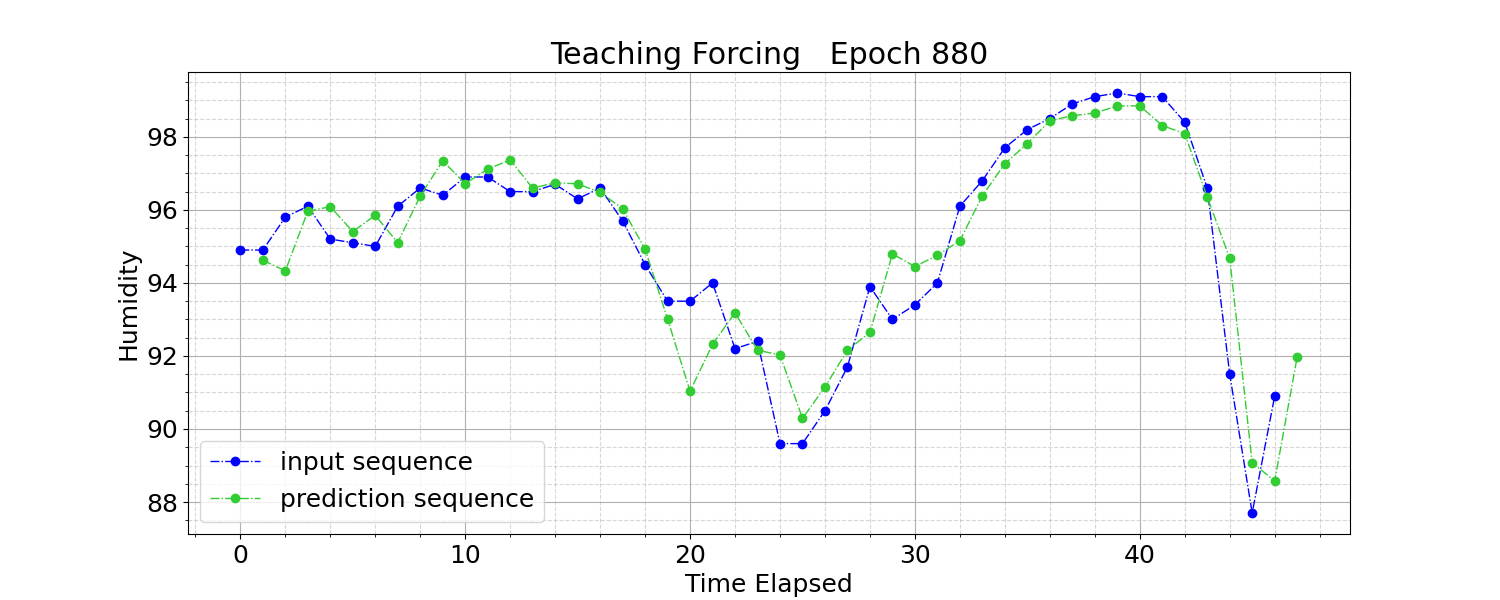 Teaching Forcing   Epoch 880
Humidity
98
96
94
92
90
88
input sequence
prediction sequence
0 10 20 30 40
Time Elapsed